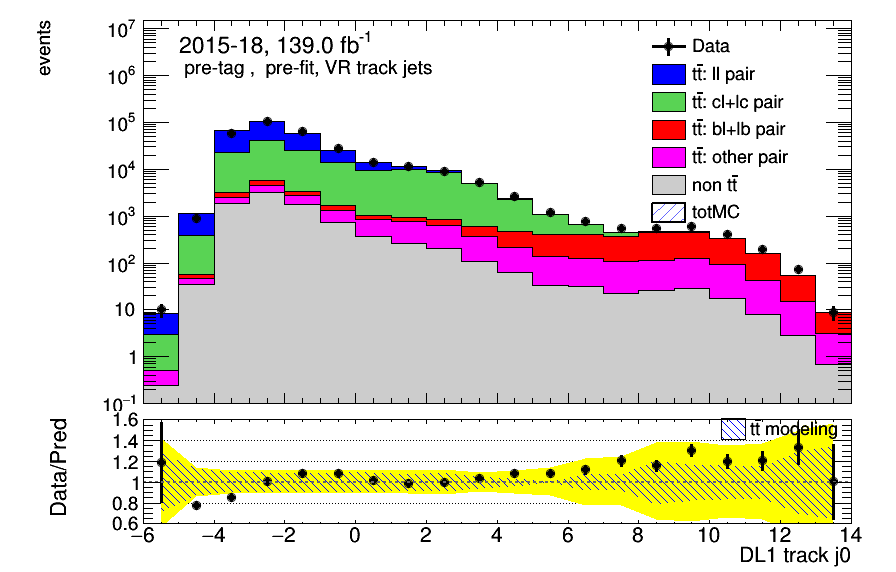 events
10⁷
10⁶
10⁵
10⁴
10³
10²
10
1
10⁻¹
2015-18, 139.0 fb⁻¹
pre-tag , pre-fit, VR track jets
Data
tt̄: ll pair
tt̄: cl+lc pair
tt̄: bl+lb pair
tt̄: other pair
non tt̄
totMC
Data/Pred
1.6
1.4
1.2
1
0.8
0.6
tt̄ modeling
−6 −4 −2 0 2 4 6 8 10 12 14
DL1 track j0